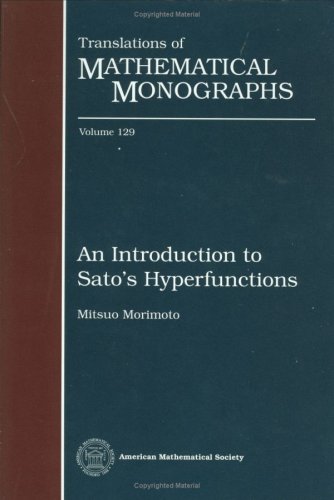 Translations of
MATHEMATICAL
MONOGRAPHS
Volume 129
An Introduction to
Sato's Hyperfunctions
Mitsuo Morimoto
American Mathematical Society